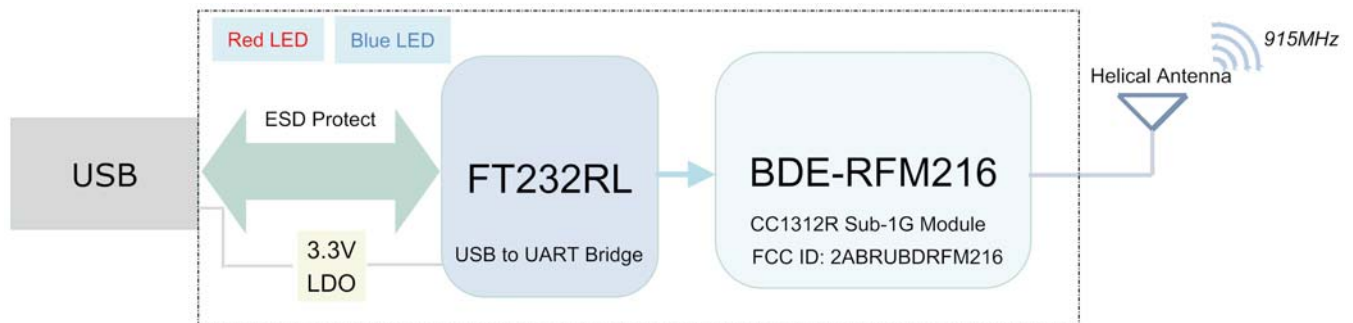 Red LED
Blue LED
915MHz
Helical Antenna
ESD Protect
USB
FT232RL
BDE-RFM216
CC1312R Sub-1G Module
USB to UART Bridge
FCC ID: 2ABRUBDRFM216
3.3V
LDO